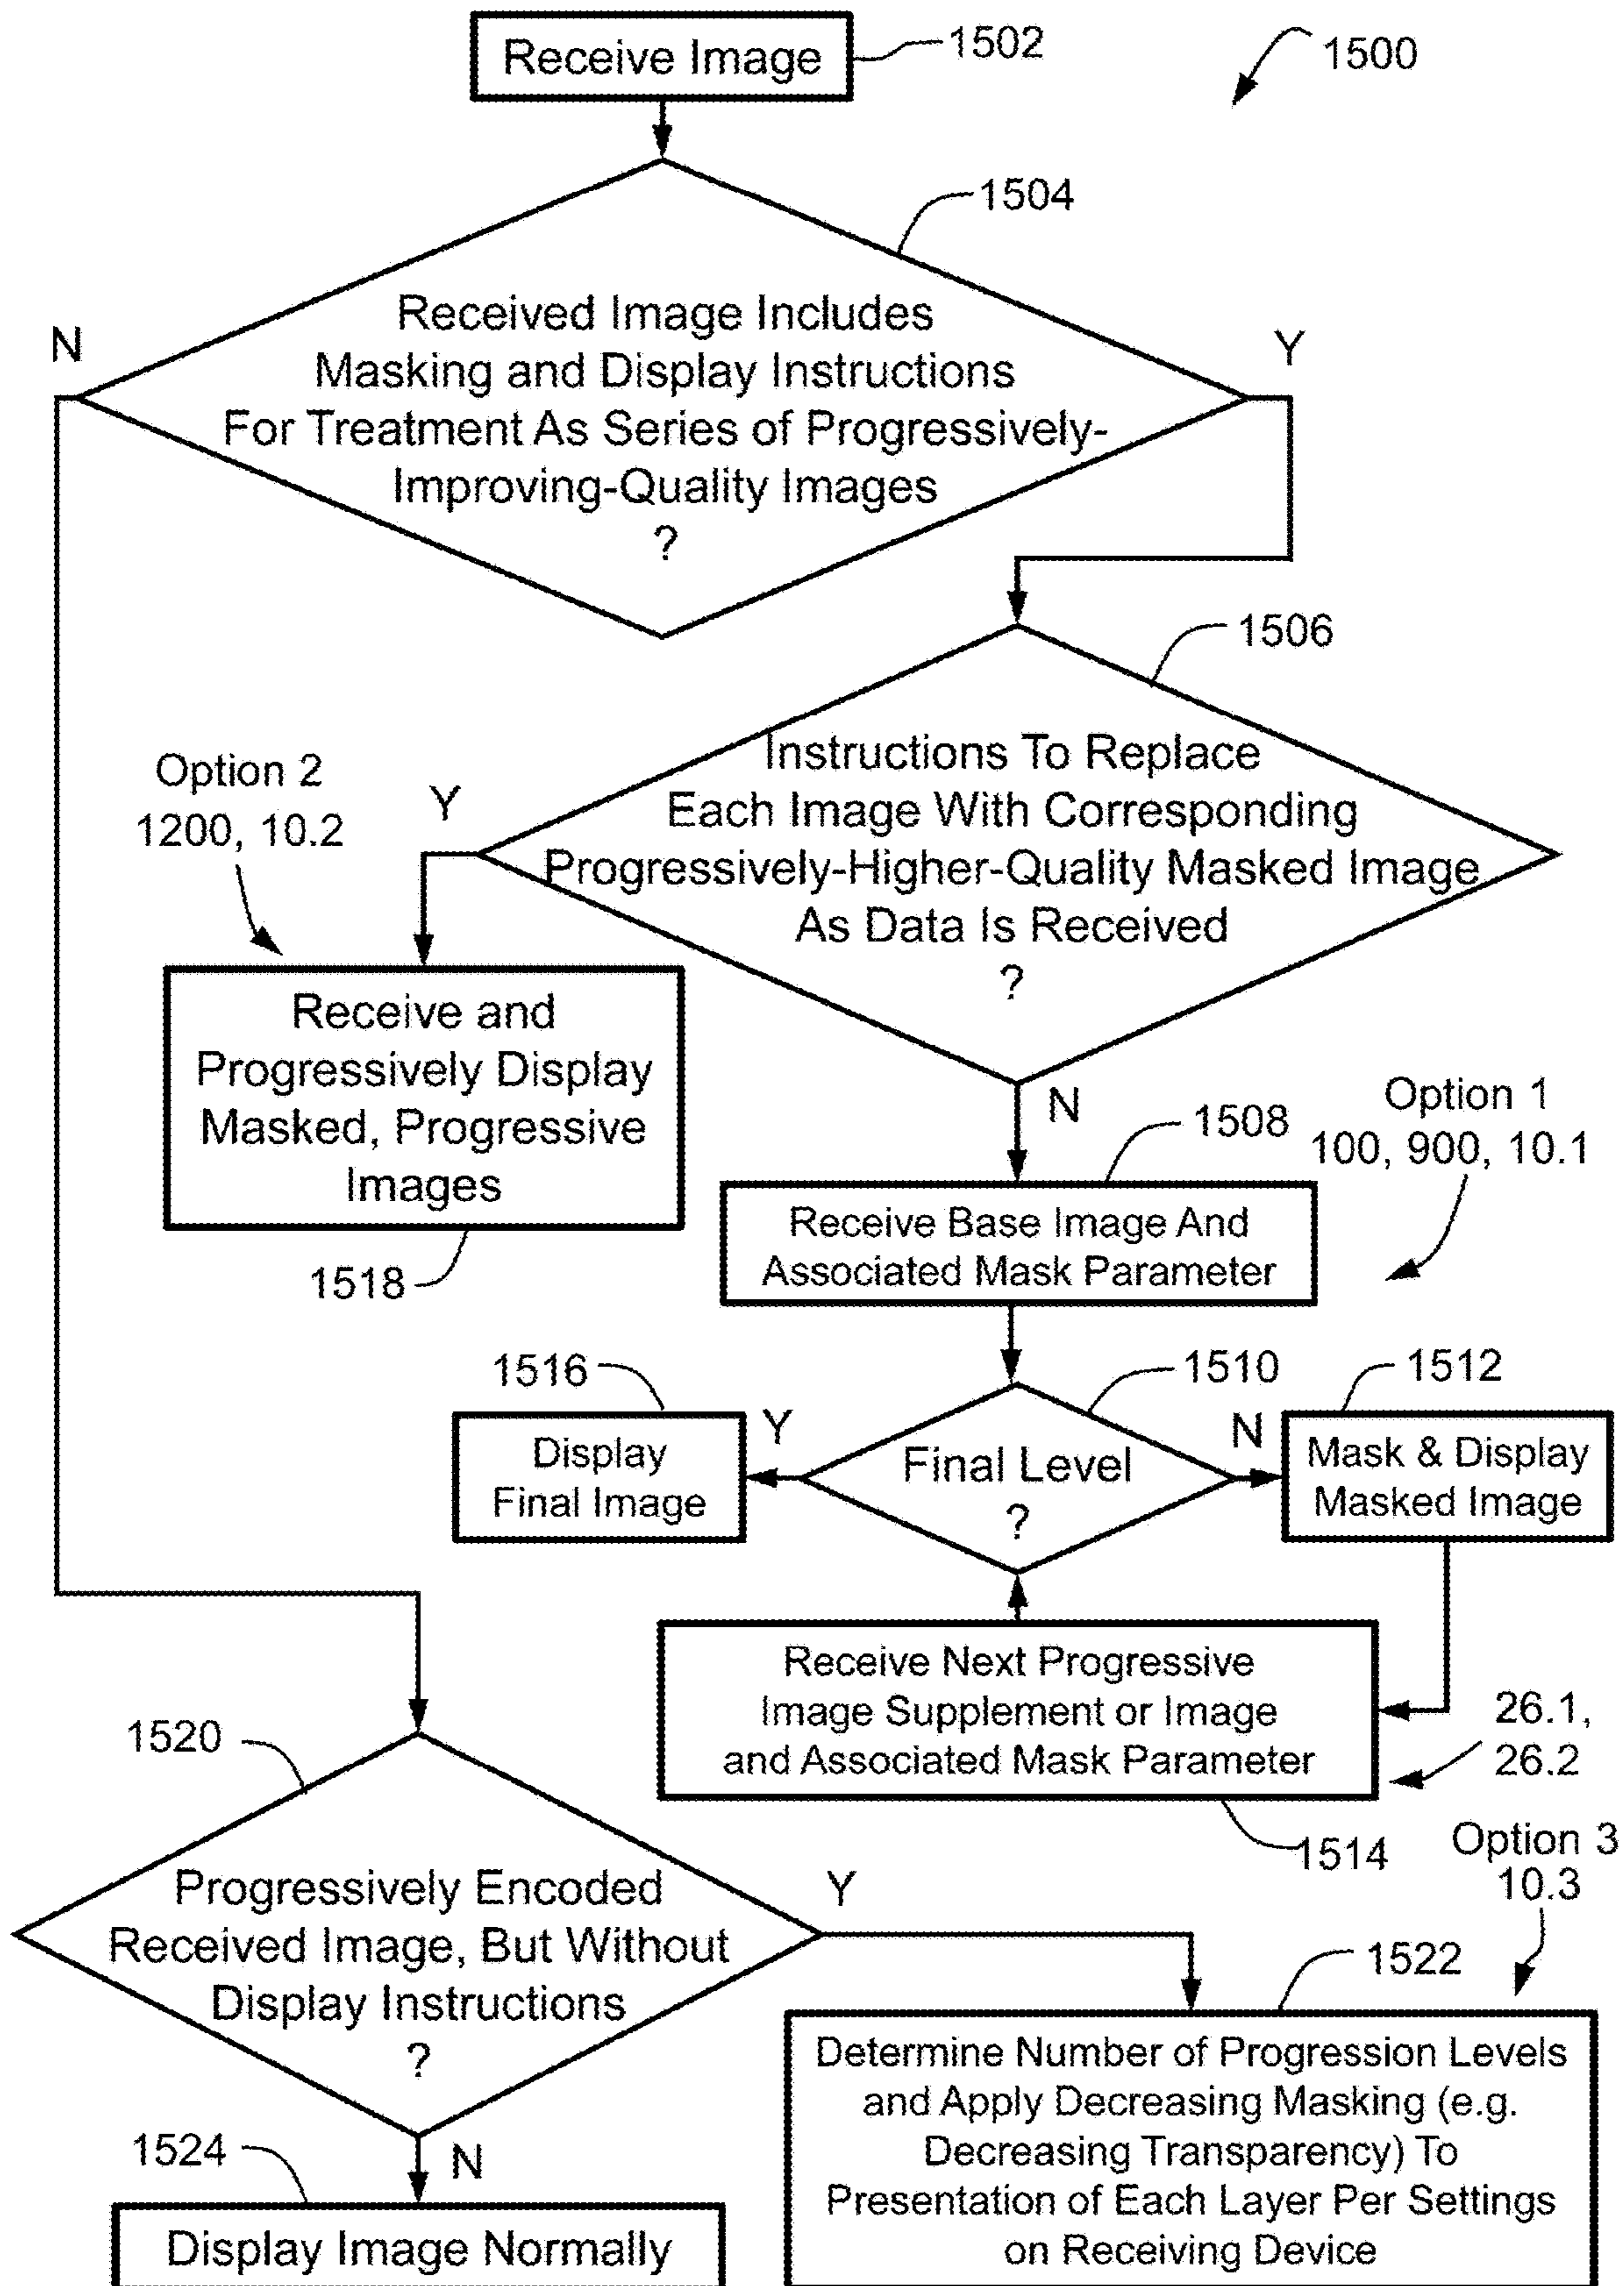 Receive Image
1502
1500
1504
Received Image Includes
Masking and Display Instructions
For Treatment As Series of Progressively-
Improving-Quality Images
?
N
Y
1506
Instructions To Replace
Each Image With Corresponding
Progressively-Higher-Quality Masked Image
As Data Is Received
?
Option 2
1200, 10.2
Y
Receive and
Progressively Display
Masked, Progressive
Images
1518
N
1508
Option 1
100, 900, 10.1
Receive Base Image And
Associated Mask Parameter
1516
1510
1512
Display
Final Image
Y
Final Level
?
N
Mask & Display
Masked Image
Receive Next Progressive
Image Supplement or Image
and Associated Mask Parameter
26.1,
26.2
1514
1520
Progressively Encoded
Received Image, But Without
Display Instructions
?
Y
Option 3
10.3
1522
Determine Number of Progression Levels
and Apply Decreasing Masking (e.g.
Decreasing Transparency) To
Presentation of Each Layer Per Settings
on Receiving Device
1524
N
Display Image Normally